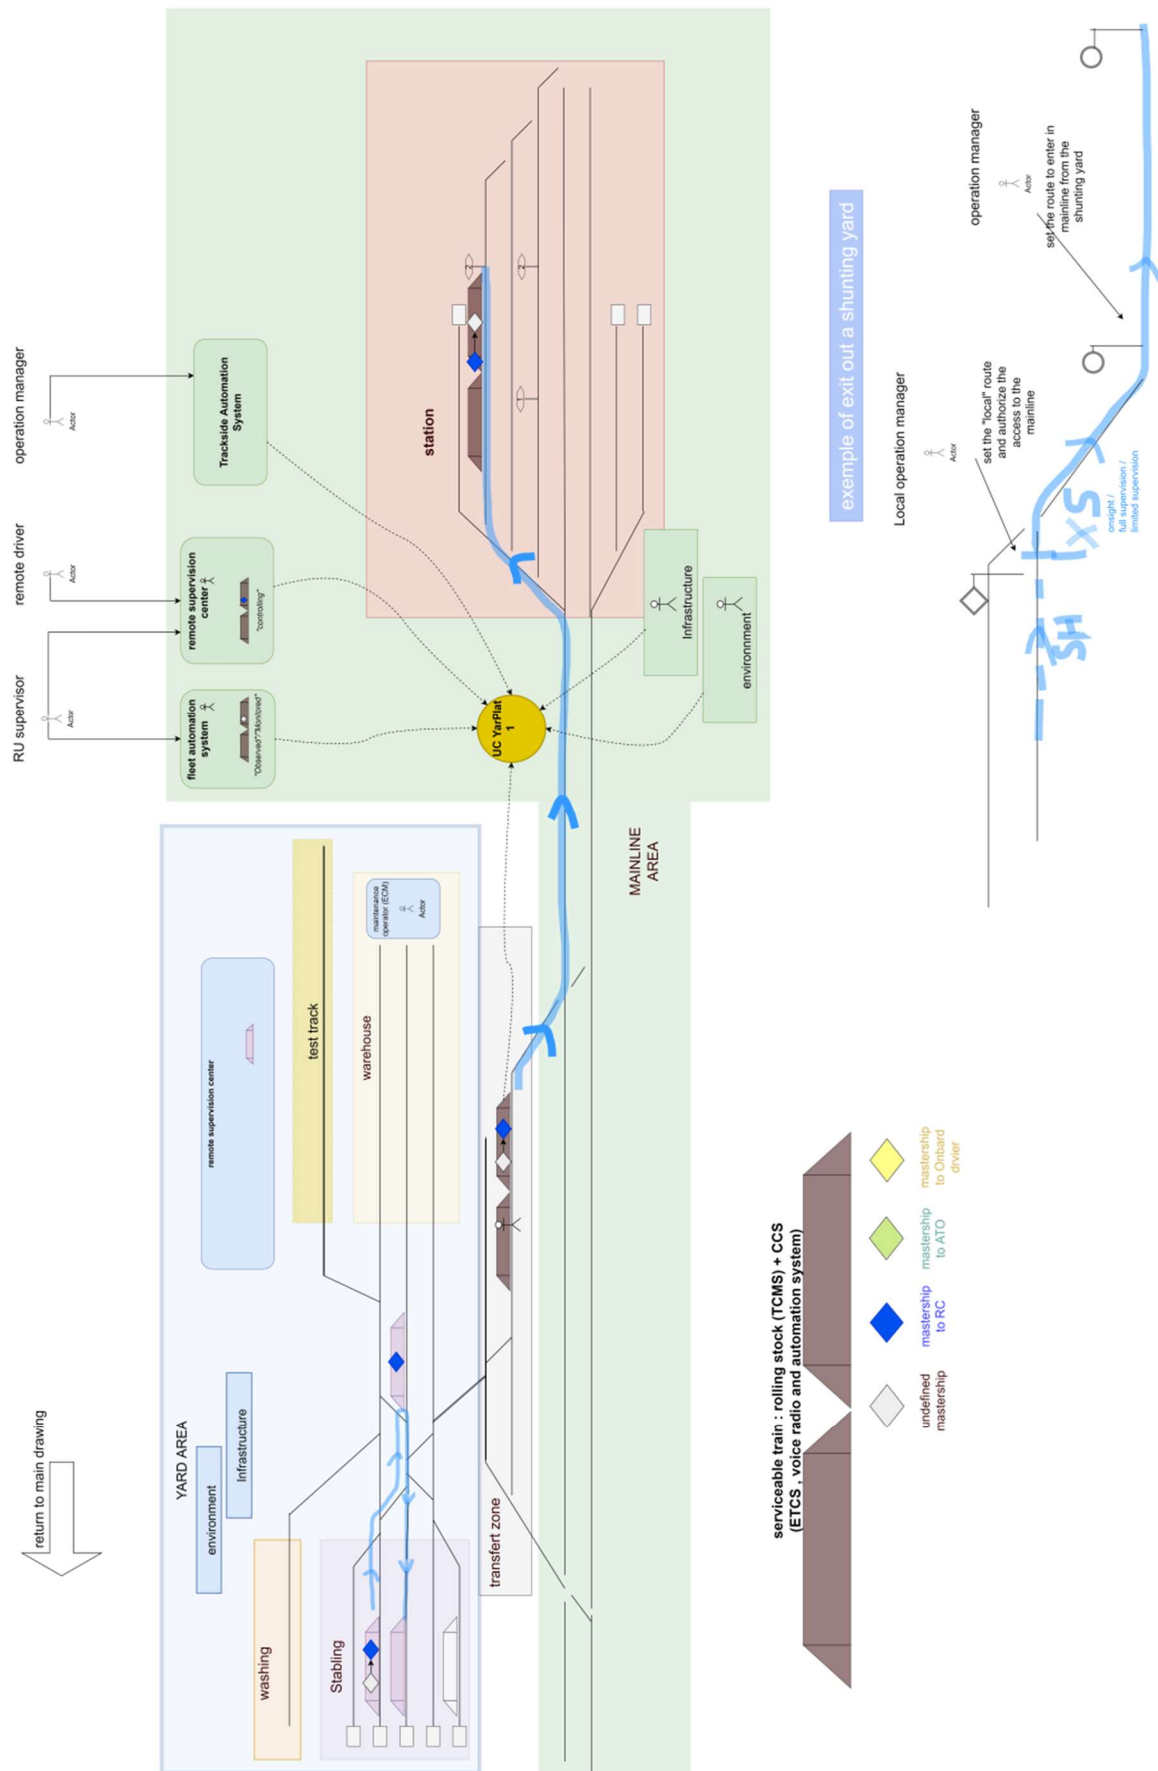 return to main drawing
RU supervisor
Actor
remote driver
Actor
operation manager
Actor
YARD AREA
environment
Infrastructure
remote supervision center
washing
test track
Stabling
warehouse
maintenance
operator (ECM)
Actor
transfert zone
MAINLINE
AREA
fleet automation
system
"Observed"/"Monitored"
remote supervision
center
"controlling"
Trackside Automation
System
UC YarPlat
1
station
2
2
1
Infrastructure
environnment
serviceable train : rolling stock (TCMS) + CCS
(ETCS , voice radio and automation system)
undefined
mastership
mastership
to RC
mastership
to ATO
mastership
to Onbard
drvier
exemple of exit out a shunting yard
Local operation manager
Actor
set the "local" route
and authorize the
access to the
mainline
operation manager
Actor
set the route to enter in
mainline from the
shunting yard
SH
xS
onsight /
full supervision /
limited supervision